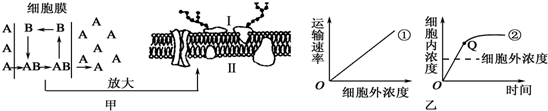 细胞膜
A B ← B A A
A A
A A A
A → AB AB → A A
放大
甲
Ⅰ
Ⅱ
运输速率
①
O
细胞外浓度
细胞内浓度
Q
②
细胞外浓度
O
时间
乙